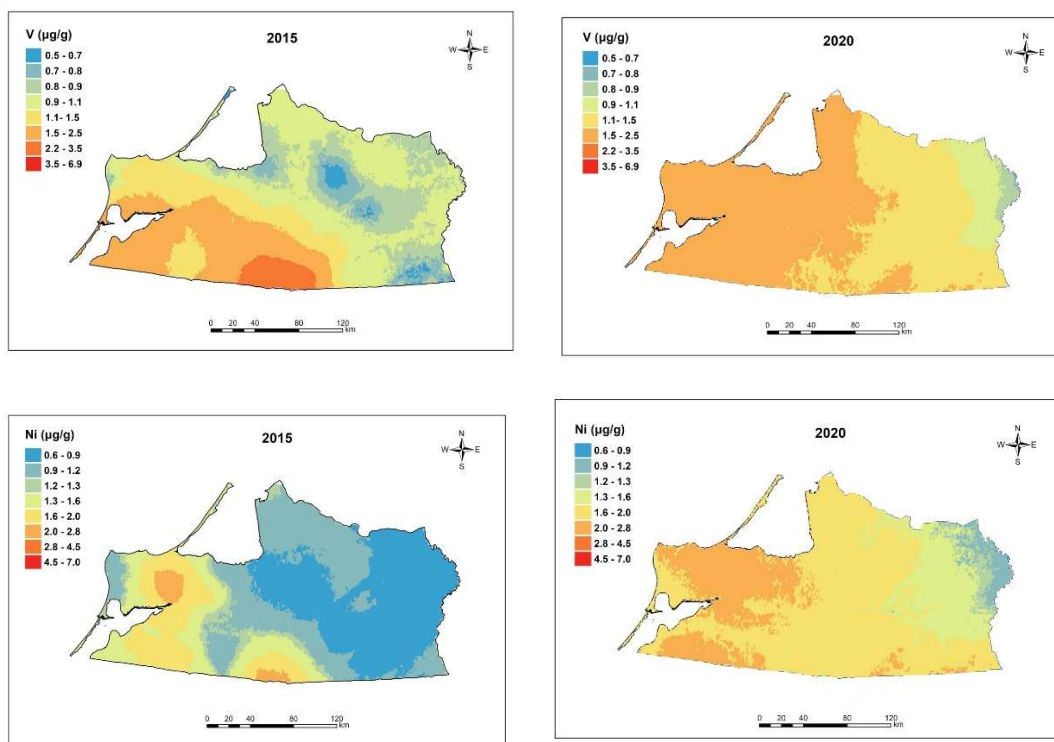 V (µg/g)
2015
N
W E
S
0.5 - 0.7
0.7 - 0.8
0.8 - 0.9
0.9 - 1.1
1.1- 1.5
1.5 - 2.5
2.2 - 3.5
3.5 - 6.9
0 20 40 80 120
km
V (µg/g)
2020
N
W E
S
0.5 - 0.7
0.7 - 0.8
0.8 - 0.9
0.9 - 1.1
1.1- 1.5
1.5 - 2.5
2.2 - 3.5
3.5 - 6.9
0 20 40 80 120
km
Ni (µg/g)
2015
N
W E
S
0.6 - 0.9
0.9 - 1.2
1.2 - 1.3
1.3 - 1.6
1.6 - 2.0
2.0 - 2.8
2.8 - 4.5
4.5 - 7.0
0 20 40 80 120
km
Ni (µg/g)
2020
N
W E
S
0.6 - 0.9
0.9 - 1.2
1.2 - 1.3
1.3 - 1.6
1.6 - 2.0
2.0 - 2.8
2.8 - 4.5
4.5 - 7.0
0 20 40 80 120
km